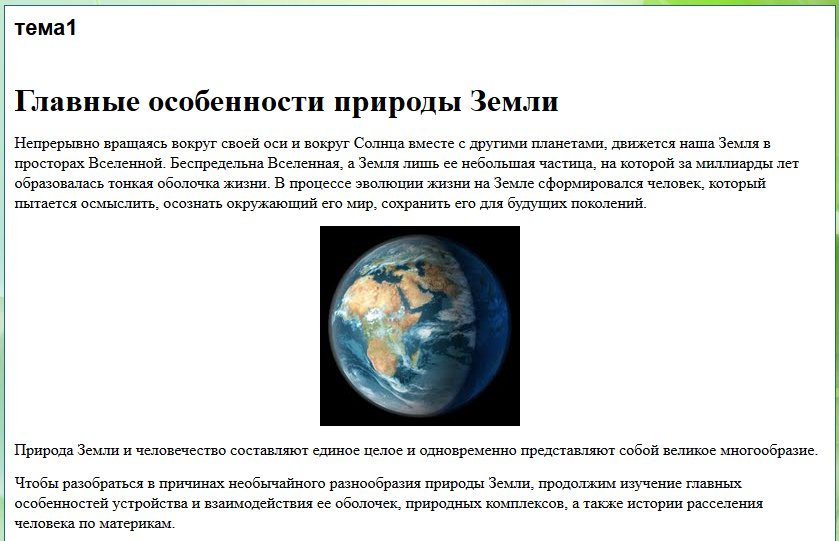 тема1
Главные особенности природы Земли
Непрерывно вращаясь вокруг своей оси и вокруг Солнца вместе с другими планетами, движется наша Земля в
просторах Вселенной. Беспредельна Вселенная, а Земля лишь ее небольшая частица, на которой за миллиарды лет
образовалась тонкая оболочка жизни. В процессе эволюции жизни на Земле сформировался человек, который
пытается осмыслить, осознать окружающий его мир, сохранить его для будущих поколений.
Природа Земли и человечество составляют единое целое и одновременно представляют собой великое многообразие.
Чтобы разобраться в причинах необычайного разнообразия природы Земли, продолжим изучение главных
особенностей устройства и взаимодействия ее оболочек, природных комплексов, а также истории расселения
человека по материкам.